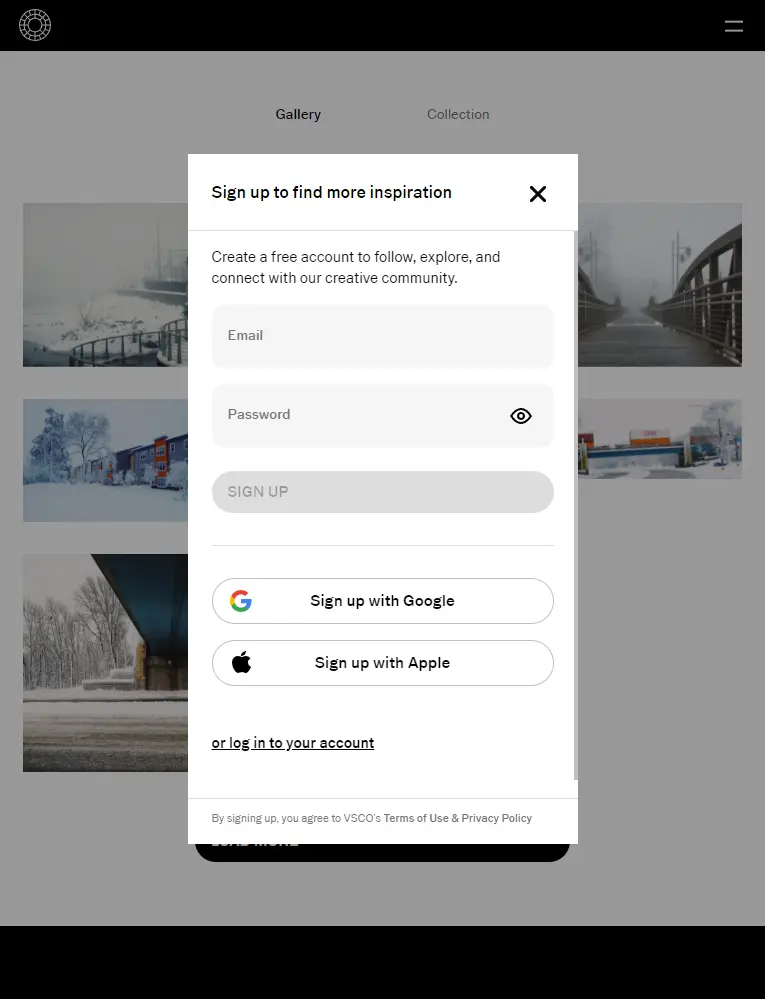 Gallery
Collection
Sign up to find more inspiration
Create a free account to follow, explore, and
connect with our creative community.
Email
Password
SIGN UP
Sign up with Google
Sign up with Apple
or log in to your account
By signing up, you agree to VSCO's Terms of Use & Privacy Policy
LOAD MORE